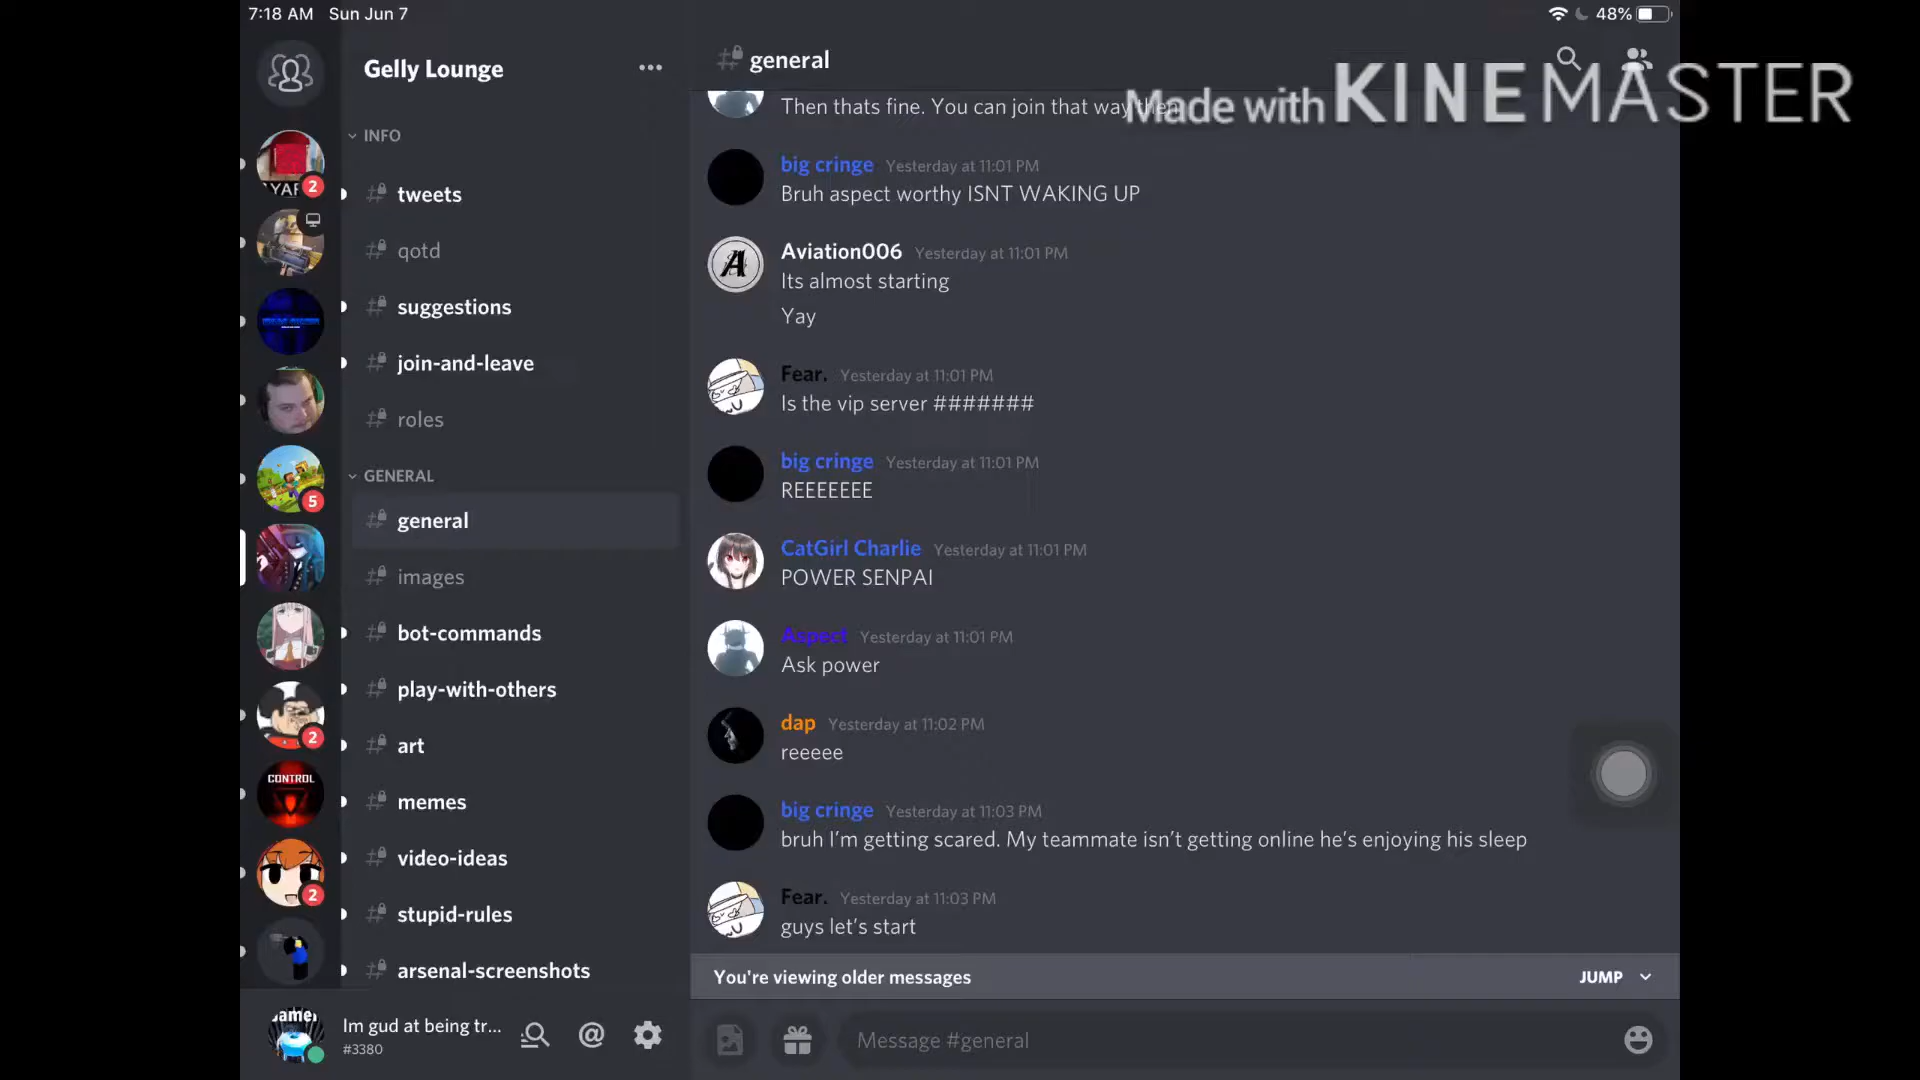 7:18 AM Sun Jun 7
48%
Gelly Lounge
INFO
tweets
qotd
suggestions
join-and-leave
roles
GENERAL
general
images
bot-commands
play-with-others
art
memes
video-ideas
stupid-rules
arsenal-screenshots
2
5
2
CONTROL
2
Im gud at being tr...
#3380
general
Made with KINEMASTER
Then thats fine. You can join that way then
big cringe Yesterday at 11:01 PM
Bruh aspect worthy ISNT WAKING UP
Aviation006 Yesterday at 11:01 PM
Its almost starting
Yay
Fear. Yesterday at 11:01 PM
Is the vip server #######
big cringe Yesterday at 11:01 PM
REEEEEEE
CatGirl Charlie Yesterday at 11:01 PM
POWER SENPAI
Aspect Yesterday at 11:01 PM
Ask power
dap Yesterday at 11:02 PM
reeeee
big cringe Yesterday at 11:03 PM
bruh I’m getting scared. My teammate isn’t getting online he’s enjoying his sleep
Fear. Yesterday at 11:03 PM
guys let’s start
You're viewing older messages
JUMP
Message #general